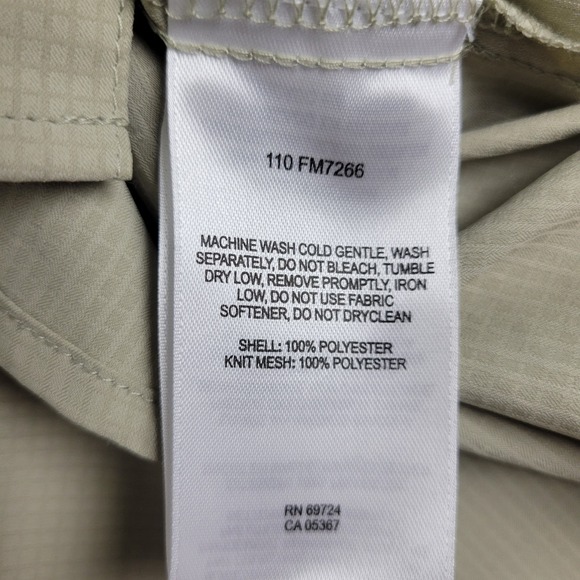 110 FM7266
MACHINE WASH COLD GENTLE, WASH
SEPARATELY, DO NOT BLEACH, TUMBLE
DRY LOW, REMOVE PROMPTLY, IRON
LOW, DO NOT USE FABRIC
SOFTENER, DO NOT DRYCLEAN
SHELL: 100% POLYESTER
KNIT MESH: 100% POLYESTER
RN 69724
CA 05367